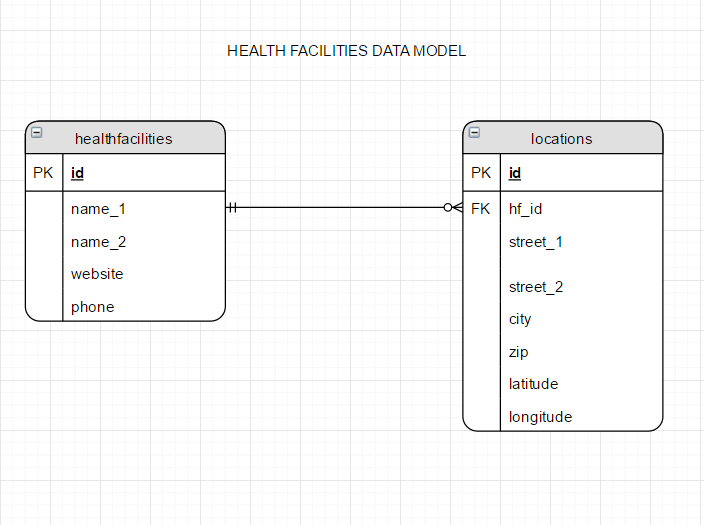 HEALTH FACILITIES DATA MODEL
healthfacilities
PK id
name_1
name_2
website
phone
locations
PK id
FK hf_id
street_1
street_2
city
zip
latitude
longitude